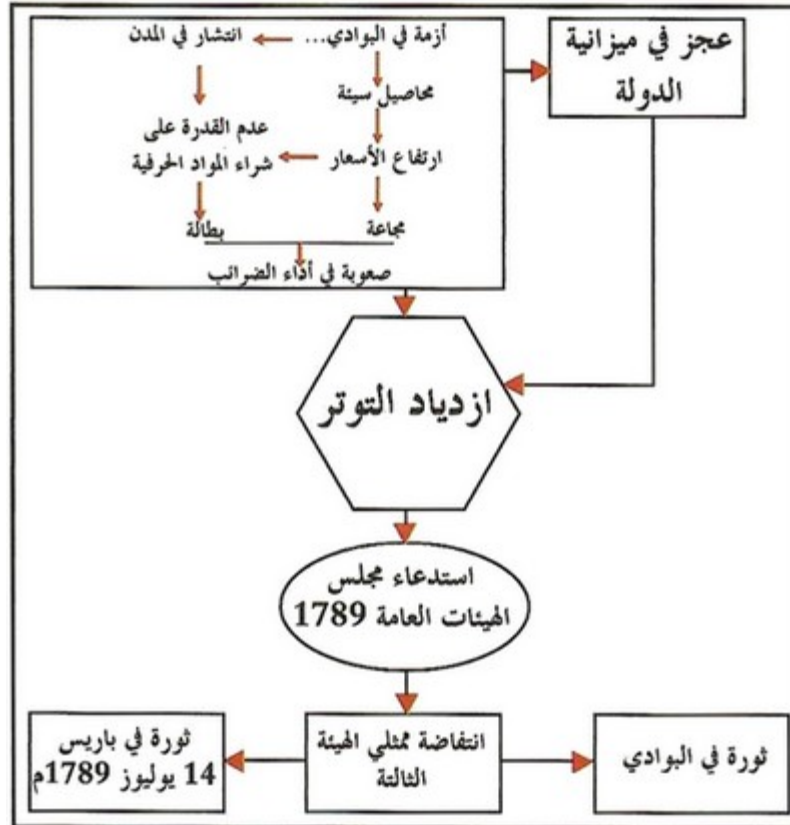 أزمة في البوادي...
انتشار في المدن
محاصيل سيئة
عدم القدرة على
شراء المواد الحرفية
ارتفاع الأسعار
مجاعة
بطالة
صعوبة في أداء الضرائب
عجز في ميزانية
الدولة
ازدياد التوتر
استدعاء مجلس
الهيئات العامة 1789
انتفاضة ممثلي الهيئة
الثالتة
ثورة في البوادي
ثورة في باريس
14 يوليوز 1789م